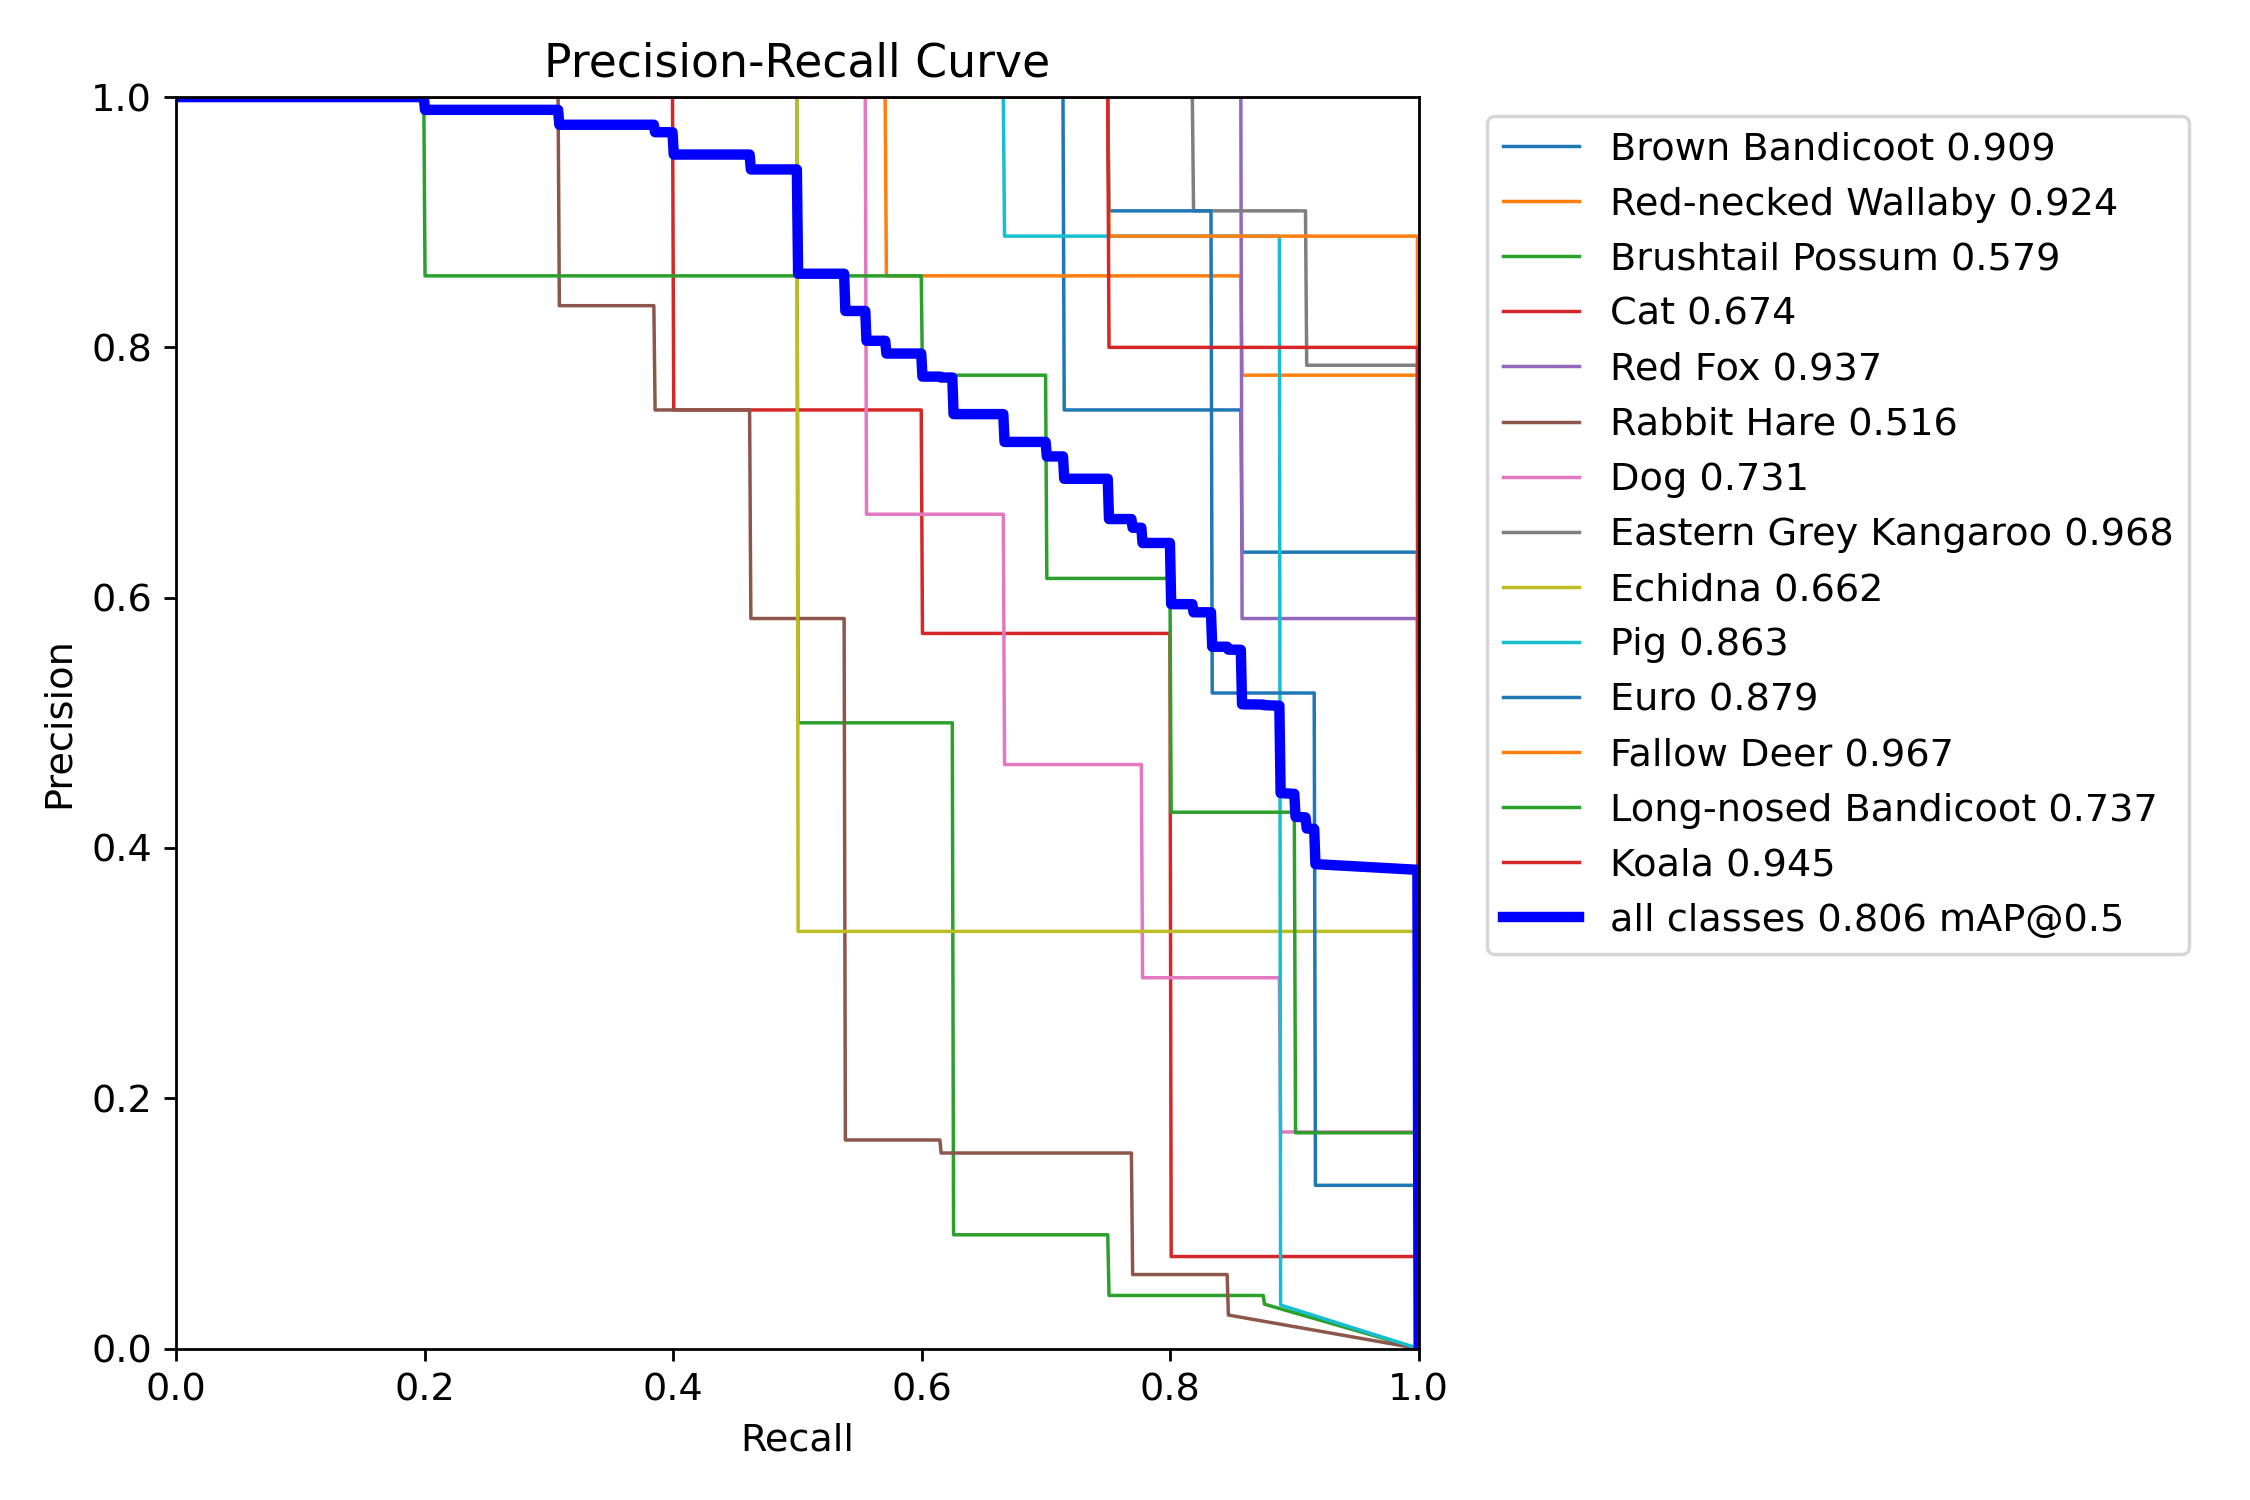 Precision-Recall Curve
1.0
0.8
0.6
0.4
0.2
0.0
Precision
0.0 0.2 0.4 0.6 0.8 1.0
Recall
Brown Bandicoot 0.909
Red-necked Wallaby 0.924
Brushtail Possum 0.579
Cat 0.674
Red Fox 0.937
Rabbit Hare 0.516
Dog 0.731
Eastern Grey Kangaroo 0.968
Echidna 0.662
Pig 0.863
Euro 0.879
Fallow Deer 0.967
Long-nosed Bandicoot 0.737
Koala 0.945
all classes 0.806 mAP@0.5